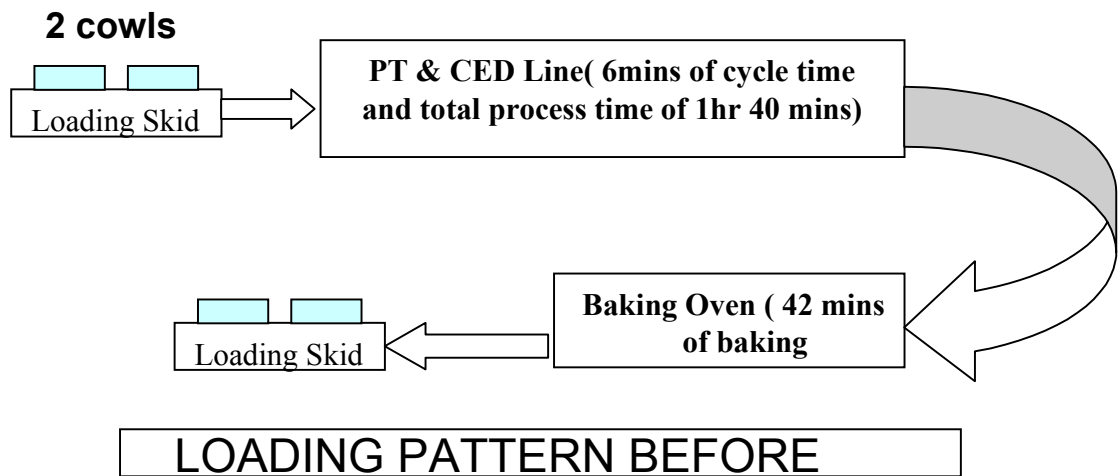 2 cowls
Loading Skid
PT & CED Line( 6mins of cycle time
and total process time of 1hr 40 mins)
Baking Oven ( 42 mins
of baking
Loading Skid
LOADING PATTERN BEFORE